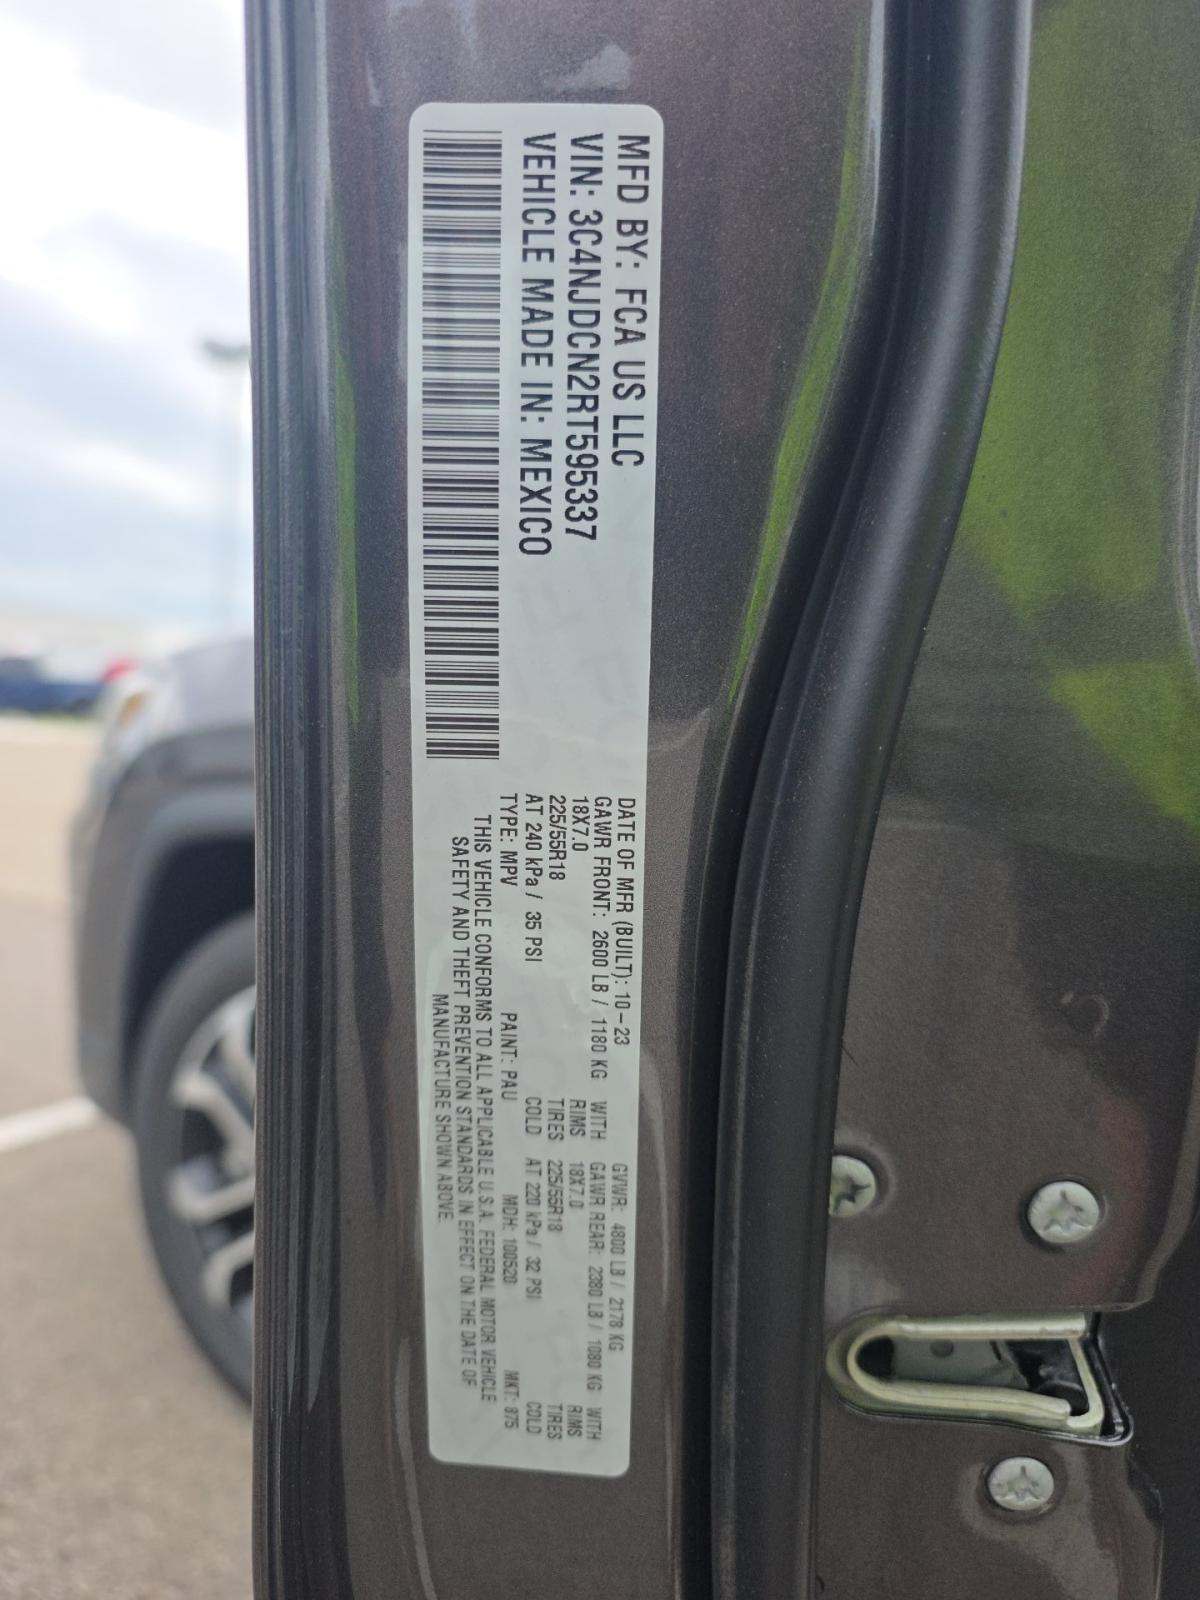 MFD BY: FCA US LLC
VIN: 3C4NJDCN2RT595337
VEHICLE MADE IN: MEXICO
DATE OF MFR (BUILT): 10-23 GVWR: 4800 LB / 2178 KG
GAWR FRONT: 2600 LB / 1180 KG WITH GAWR REAR: 2380 LB / 1080 KG WITH
18X7.0 RIMS 18X7.0 RIMS
225/55R18 TIRES 225/55R18 TIRES
AT 240 kPa / 35 PSI COLD AT 220 kPa / 32 PSI COLD
TYPE: MPV PAINT: PAU MDH: 100520 MKT: 875
THIS VEHICLE CONFORMS TO ALL APPLICABLE U.S.A. FEDERAL MOTOR VEHICLE
SAFETY AND THEFT PREVENTION STANDARDS IN EFFECT ON THE DATE OF
MANUFACTURE SHOWN ABOVE.